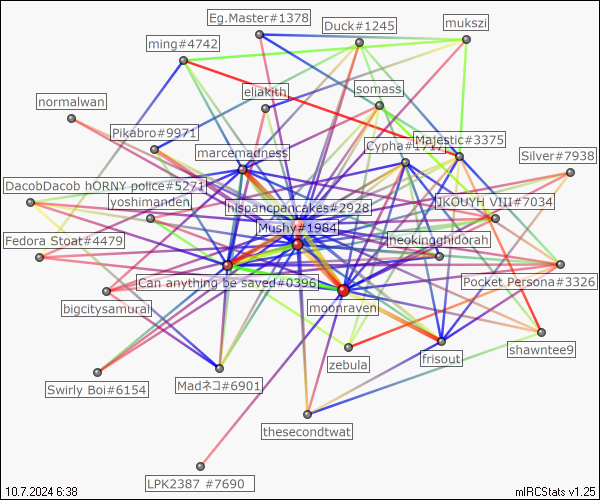 Eg.Master#1378
Duck#1245
mukszi
ming#4742
eliakith
somass
normalwan
Pikabro#9971
Majestic#3375
marcemadness
Silver#7938
DacobDacob hORNY police#5271
yoshimanden
hispancpancakes#2928
JKOUYH VIII#7034
Mushy#1984
Fedora Stoat#4479
neokingghidorah
Can anything be saved#0396
Pocket Persona#3326
bigcitysamurai
moonraven
zebula
frisout
shawntee9
Swirly Boi#6154
Madネコ#6901
thesecondtwat
LPK2387 #7690
10.7.2024 6:38
mIRCStats v1.25